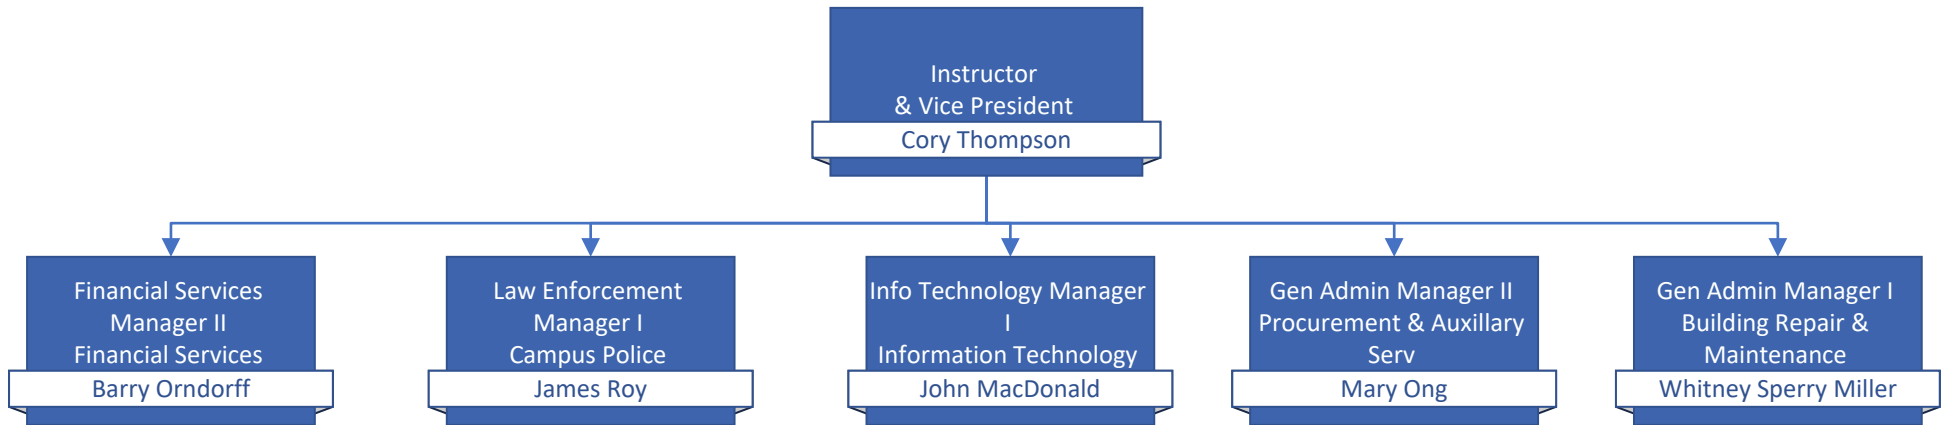 Instructor
& Vice President
Cory Thompson
Financial Services
Manager II
Financial Services
Barry Orndorff
Law Enforcement
Manager I
Campus Police
James Roy
Info Technology Manager
I
Information Technology
John MacDonald
Gen Admin Manager II
Procurement & Auxillary
Serv
Mary Ong
Gen Admin Manager I
Building Repair &
Maintenance
Whitney Sperry Miller